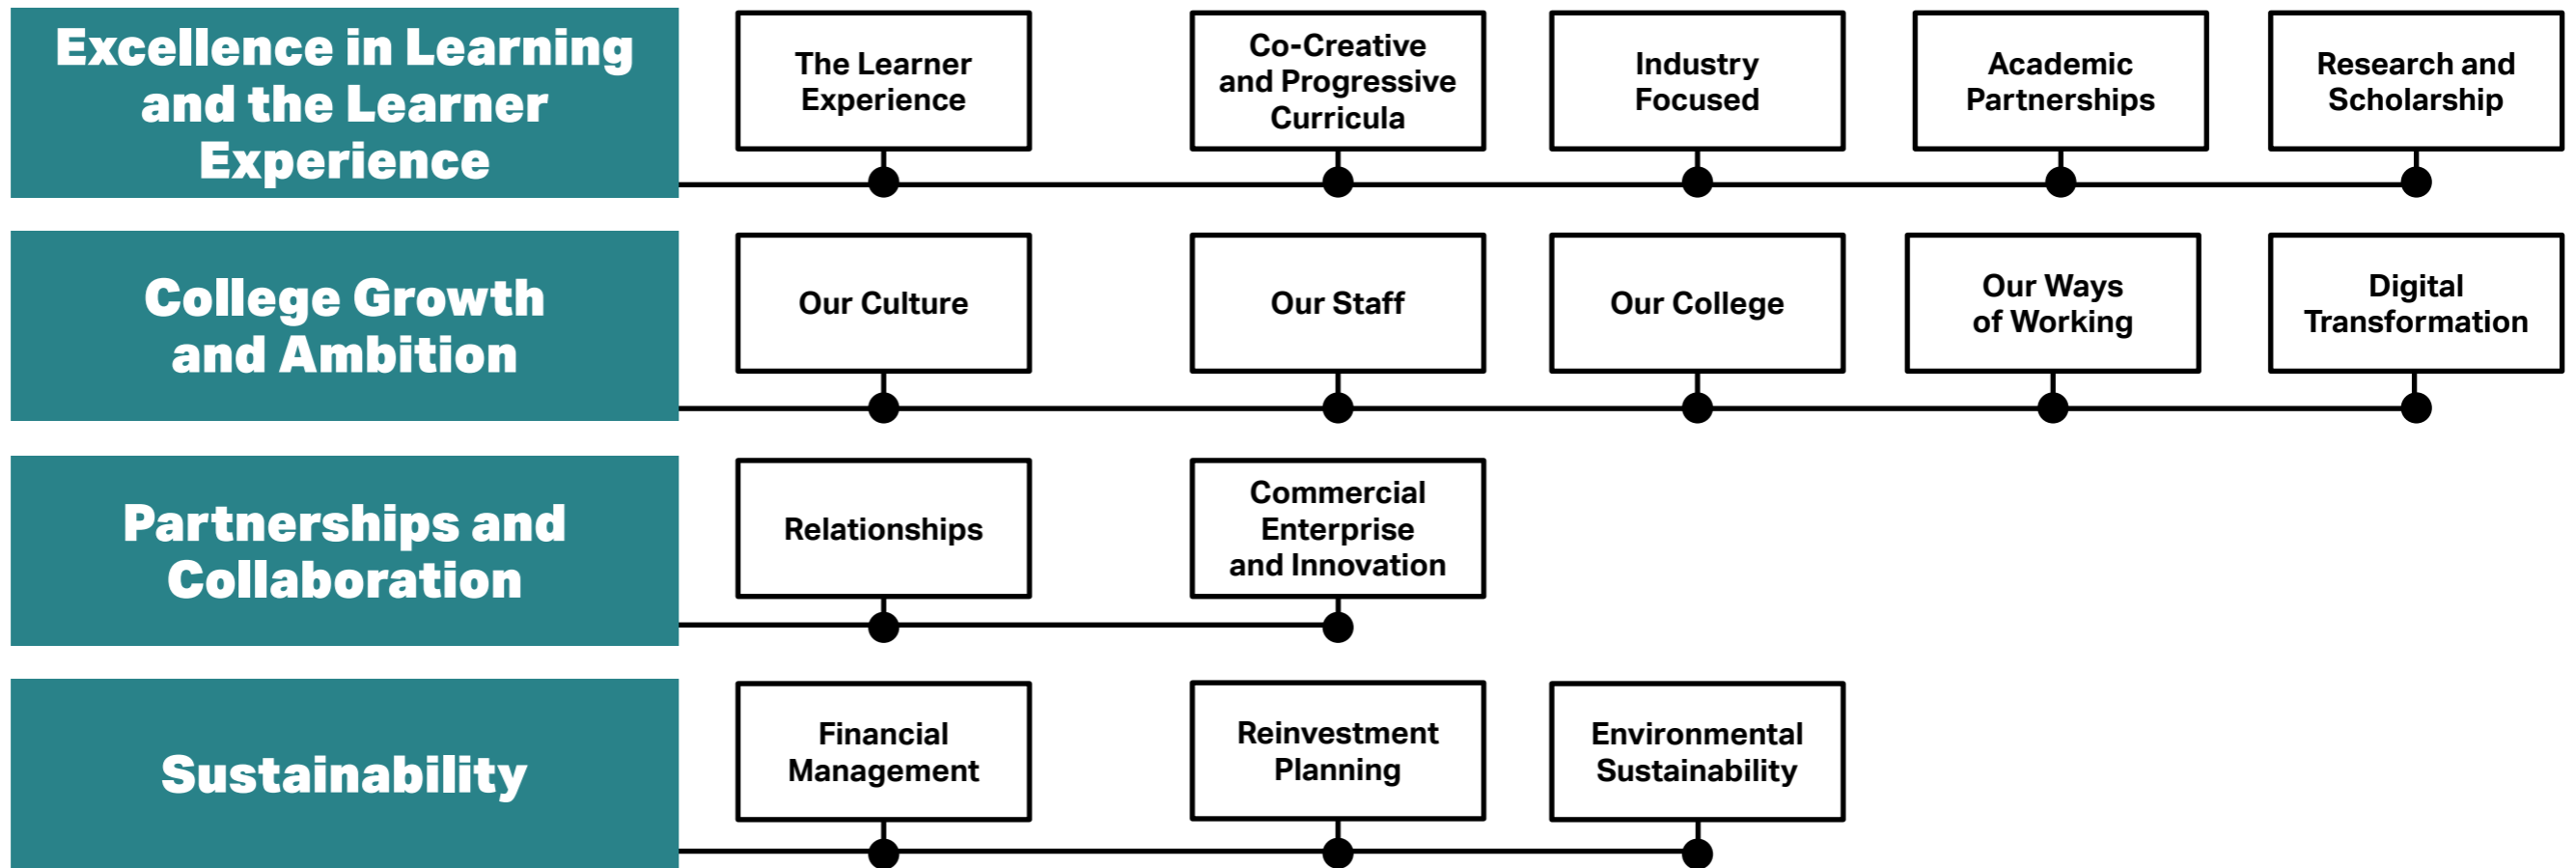 Excellence in Learning
and the Learner
Experience
The Learner
Experience
Co-Creative
and Progressive
Curricula
Industry
Focused
Academic
Partnerships
Research and
Scholarship
College Growth
and Ambition
Our Culture
Our Staff
Our College
Our Ways
of Working
Digital
Transformation
Partnerships and
Collaboration
Relationships
Commercial
Enterprise
and Innovation
Sustainability
Financial
Management
Reinvestment
Planning
Environmental
Sustainability